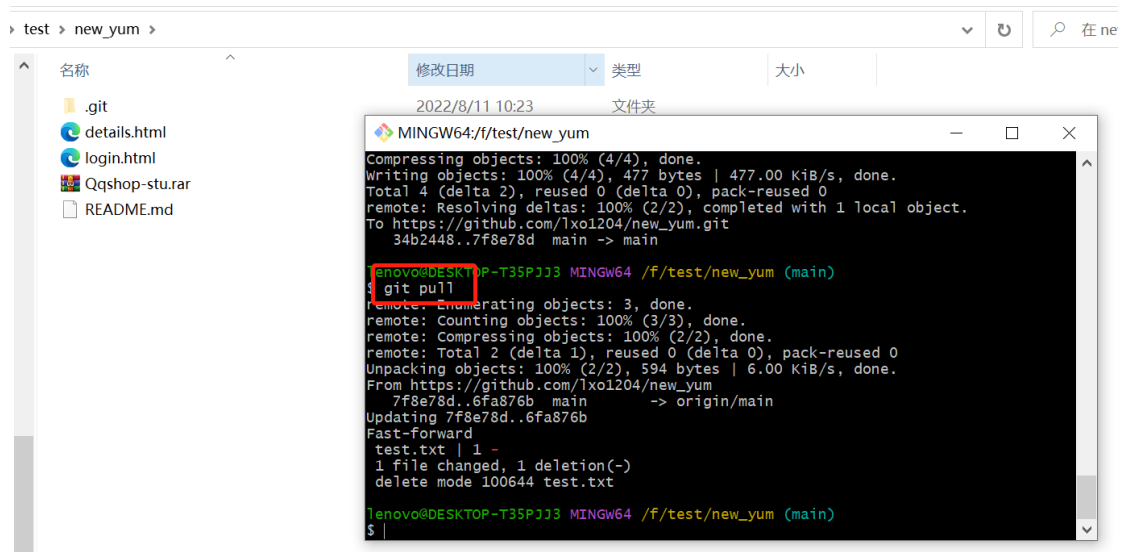 test > new_yum >
在 ne
名称 修改日期 类型 大小
.git 2022/8/11 10:23 文件夹
details.html
login.html
Qqshop-stu.rar
README.md
MINGW64:/f/test/new_yum
Compressing objects: 100% (4/4), done.
Writing objects: 100% (4/4), 477 bytes | 477.00 KiB/s, done.
Total 4 (delta 2), reused 0 (delta 0), pack-reused 0
remote: Resolving deltas: 100% (2/2), completed with 1 local object.
To https://github.com/lxo1204/new_yum.git
34b2448..7f8e78d main -> main
lenovo@DESKTOP-T35PJJ3 MINGW64 /f/test/new_yum (main)
$ git pull
remote: Enumerating objects: 3, done.
remote: Counting objects: 100% (3/3), done.
remote: Compressing objects: 100% (2/2), done.
remote: Total 2 (delta 1), reused 0 (delta 0), pack-reused 0
Unpacking objects: 100% (2/2), 594 bytes | 6.00 KiB/s, done.
From https://github.com/lxo1204/new_yum
7f8e78d..6fa876b main -> origin/main
Updating 7f8e78d..6fa876b
Fast-forward
test.txt | 1 -
1 file changed, 1 deletion(-)
delete mode 100644 test.txt
lenovo@DESKTOP-T35PJJ3 MINGW64 /f/test/new_yum (main)
$